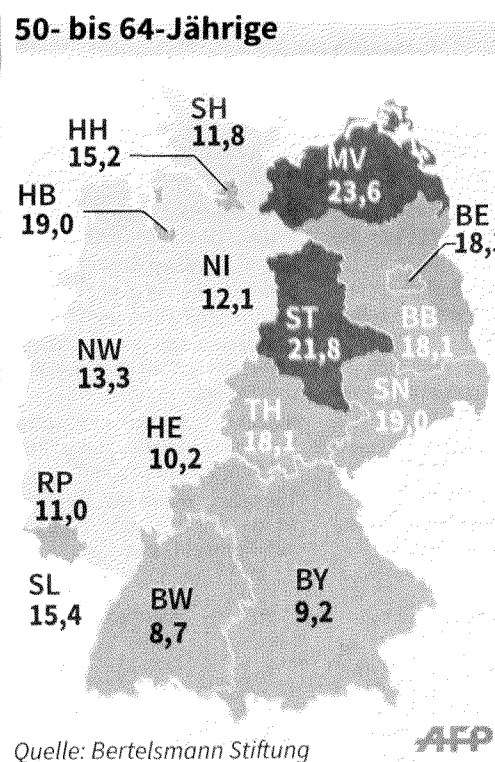 50- bis 64-Jährige
SH
11,8
HH
15,2
MV
23,6
HB
19,0
BE
NI
12,1
ST
21,8
BB
18,1
NW
13,3
SN
19,0
TH
18,1
HE
10,2
RP
11,0
SL
15,4
BW
8,7
BY
9,2
Quelle: Bertelsmann Stiftung
AFP